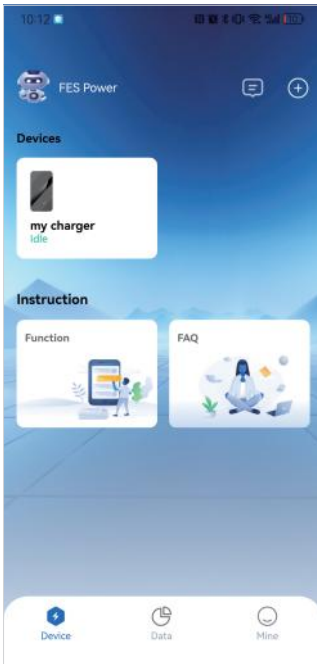 10:12
FES Power
Devices
my charger
Idle
Instruction
Function
FAQ
Device
Data
Mine